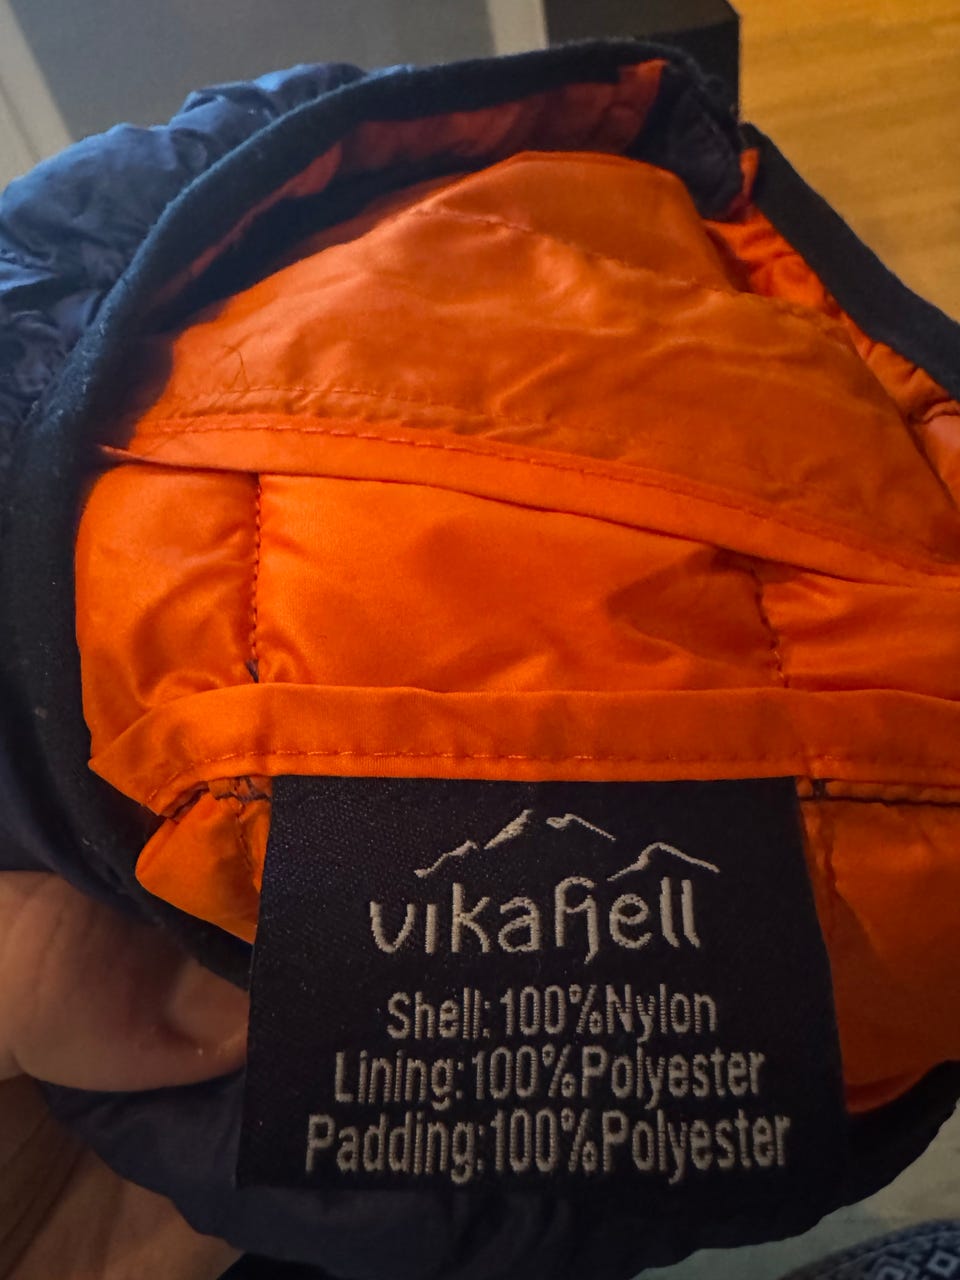 vikafjell
Shell: 100%Nylon
Lining:100%Polyester
Padding:100%Polyester